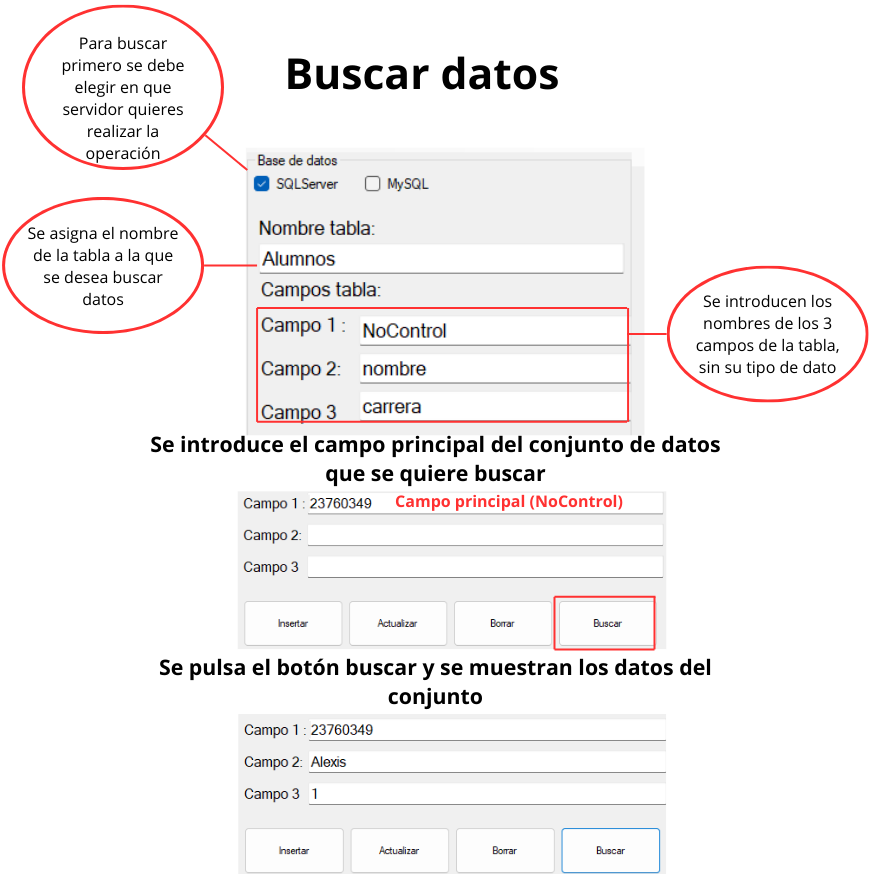 Para buscar
primero se debe
elegir en que
servidor quieres
realizar la
operación
Buscar datos
Base de datos
SQLServer MySQL
Se asigna el nombre
de la tabla a la que
se desea buscar
datos
Nombre tabla:
Alumnos
Campos tabla:
Campo 1 : NoControl
Campo 2: nombre
Campo 3 carrera
Se introducen los
nombres de los 3
campos de la tabla,
sin su tipo de dato
Se introduce el campo principal del conjunto de datos
que se quiere buscar
Campo 1 : 23760349 Campo principal (NoControl)
Campo 2:
Campo 3
Insertar Actualizar Borrar Buscar
Se pulsa el botón buscar y se muestran los datos del
conjunto
Campo 1 : 23760349
Campo 2: Alexis
Campo 3 1
Insertar Actualizar Borrar Buscar